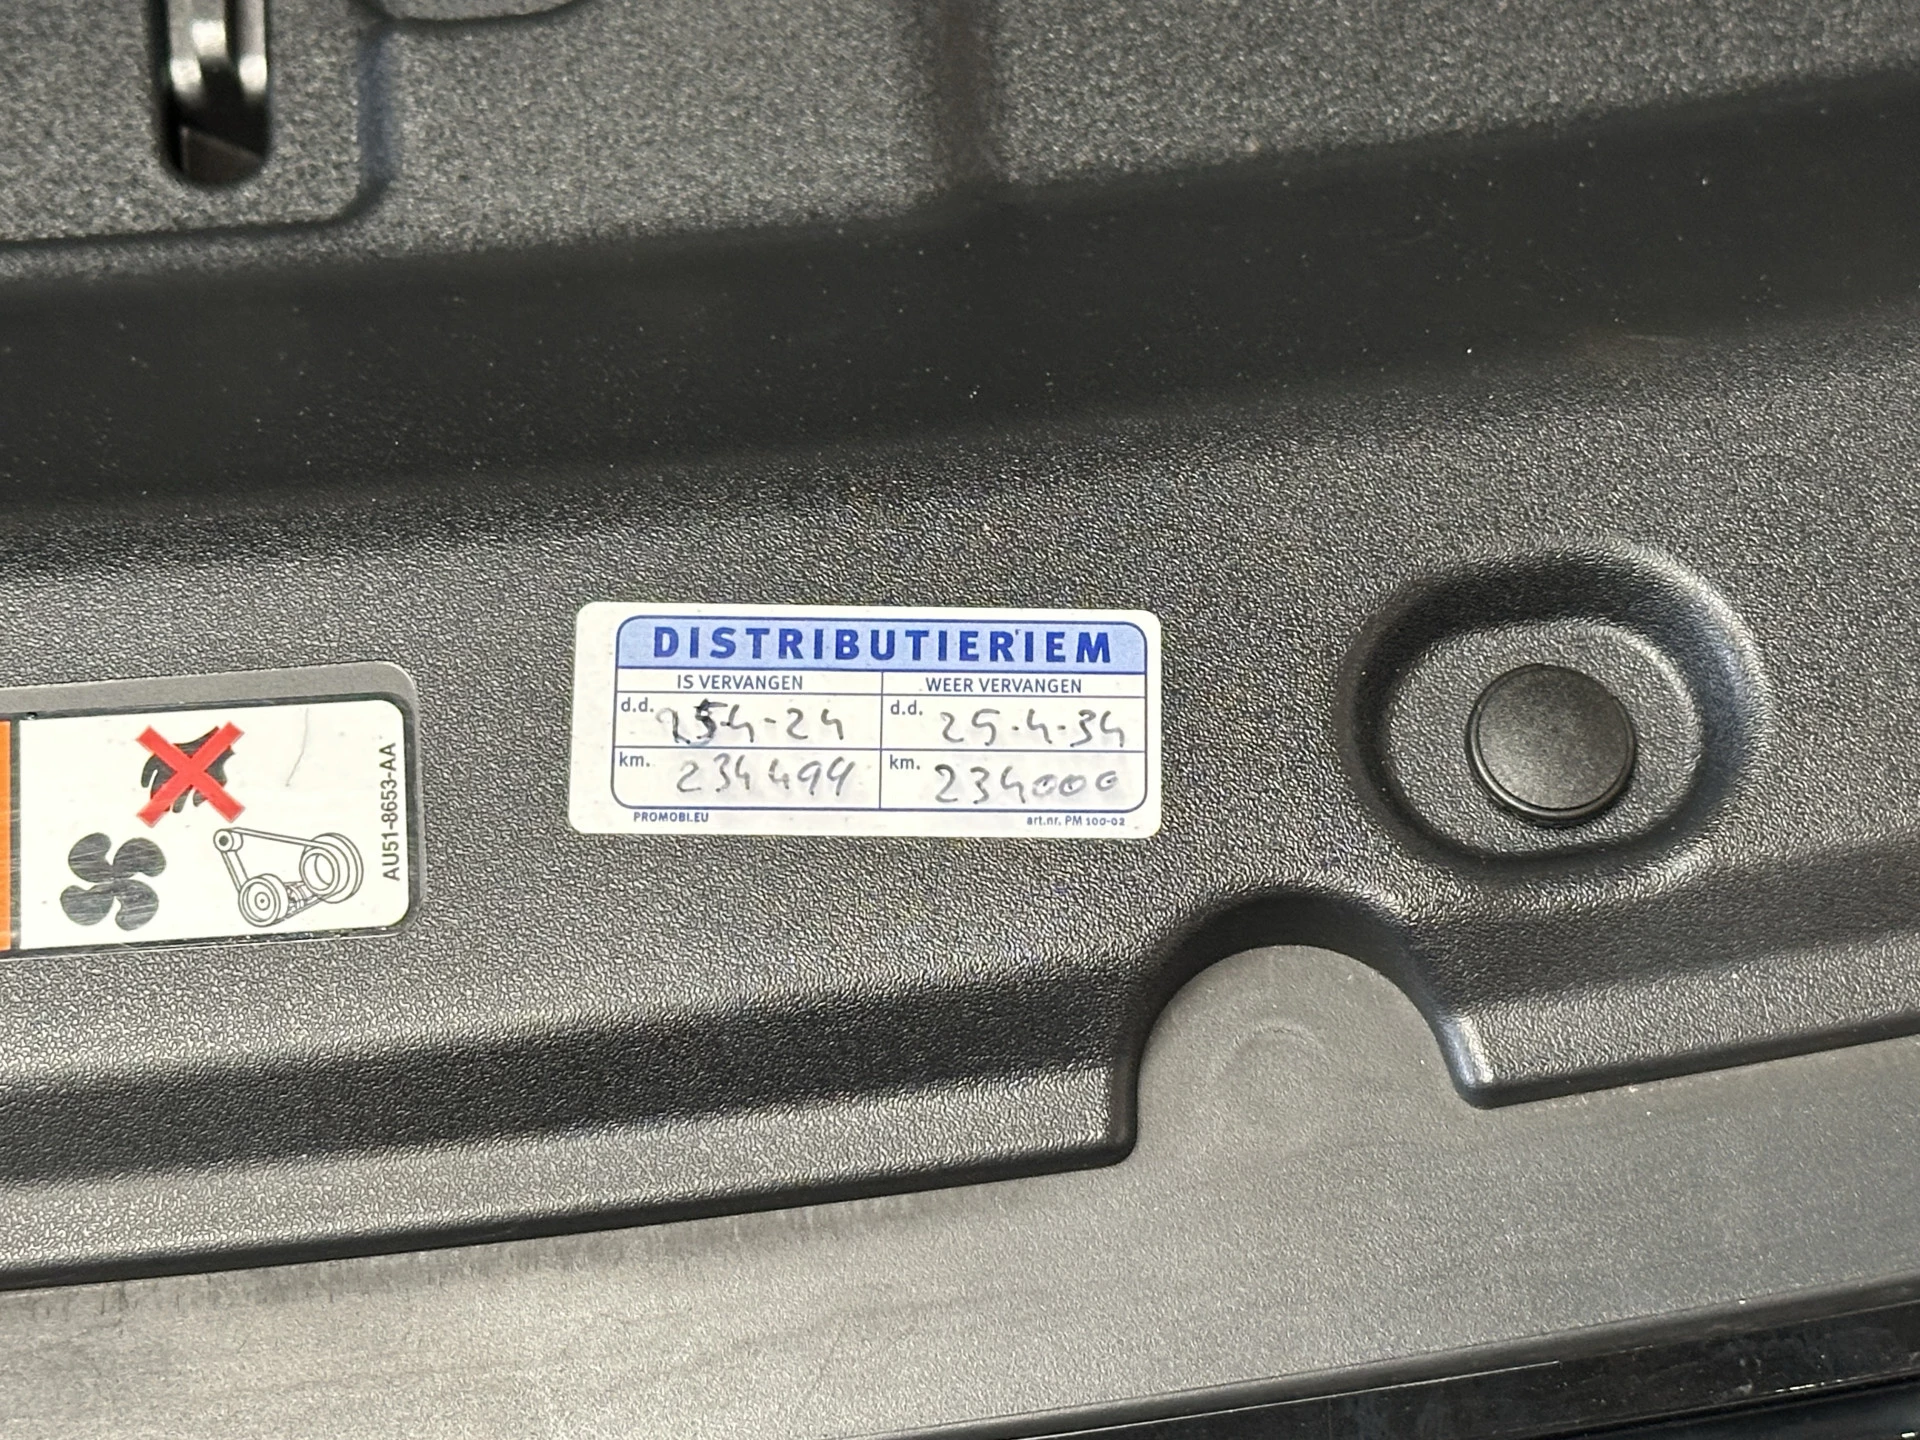 DISTRIBUTIERIEM
IS VERVANGEN WEER VERVANGEN
d.d. 25-4-24 d.d. 25-4-34
km. 234494 km. 234000
PROMOBI.EU art.nr. PM 100-02
AU51-8653-AA